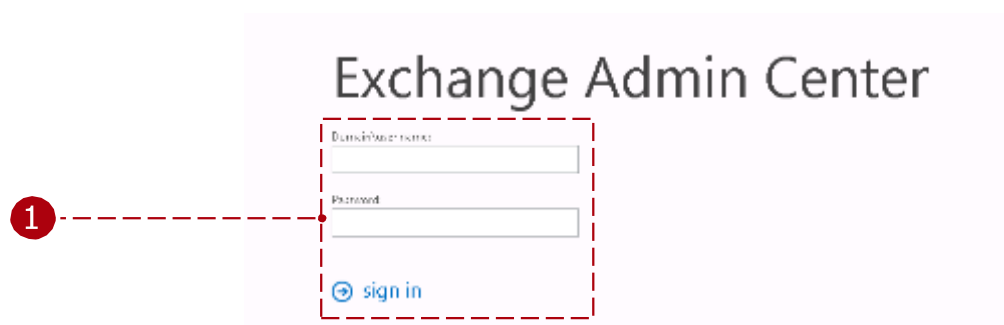 Exchange Admin Center
Domain\user name:
Password:
1
sign in